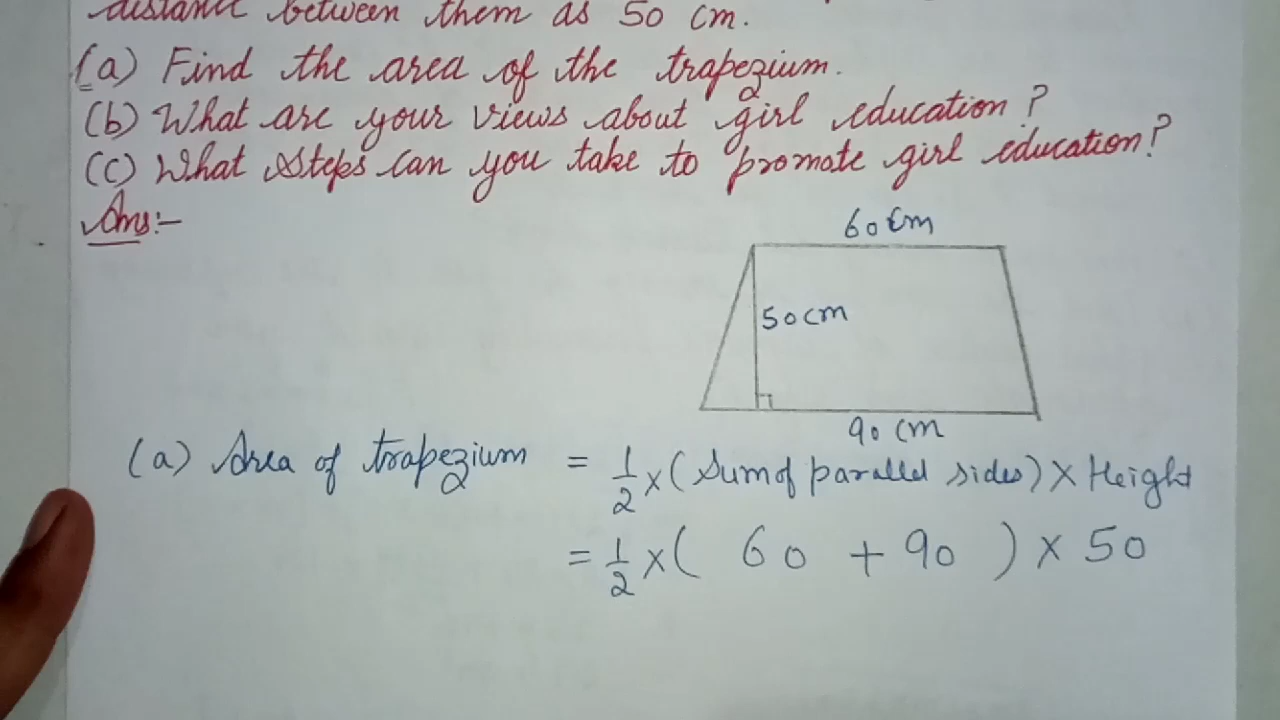 distance between them as 50 cm.
(a) Find the area of the trapezium.
(b) What are your views about girl education?
(c) What steps can you take to promote girl education?
Ans:-
60 cm
50 cm
90 cm
(a) Area of trapezium = 1/2 × (Sum of parallel sides) × Height
= 1/2 × ( 60 + 90 ) × 50